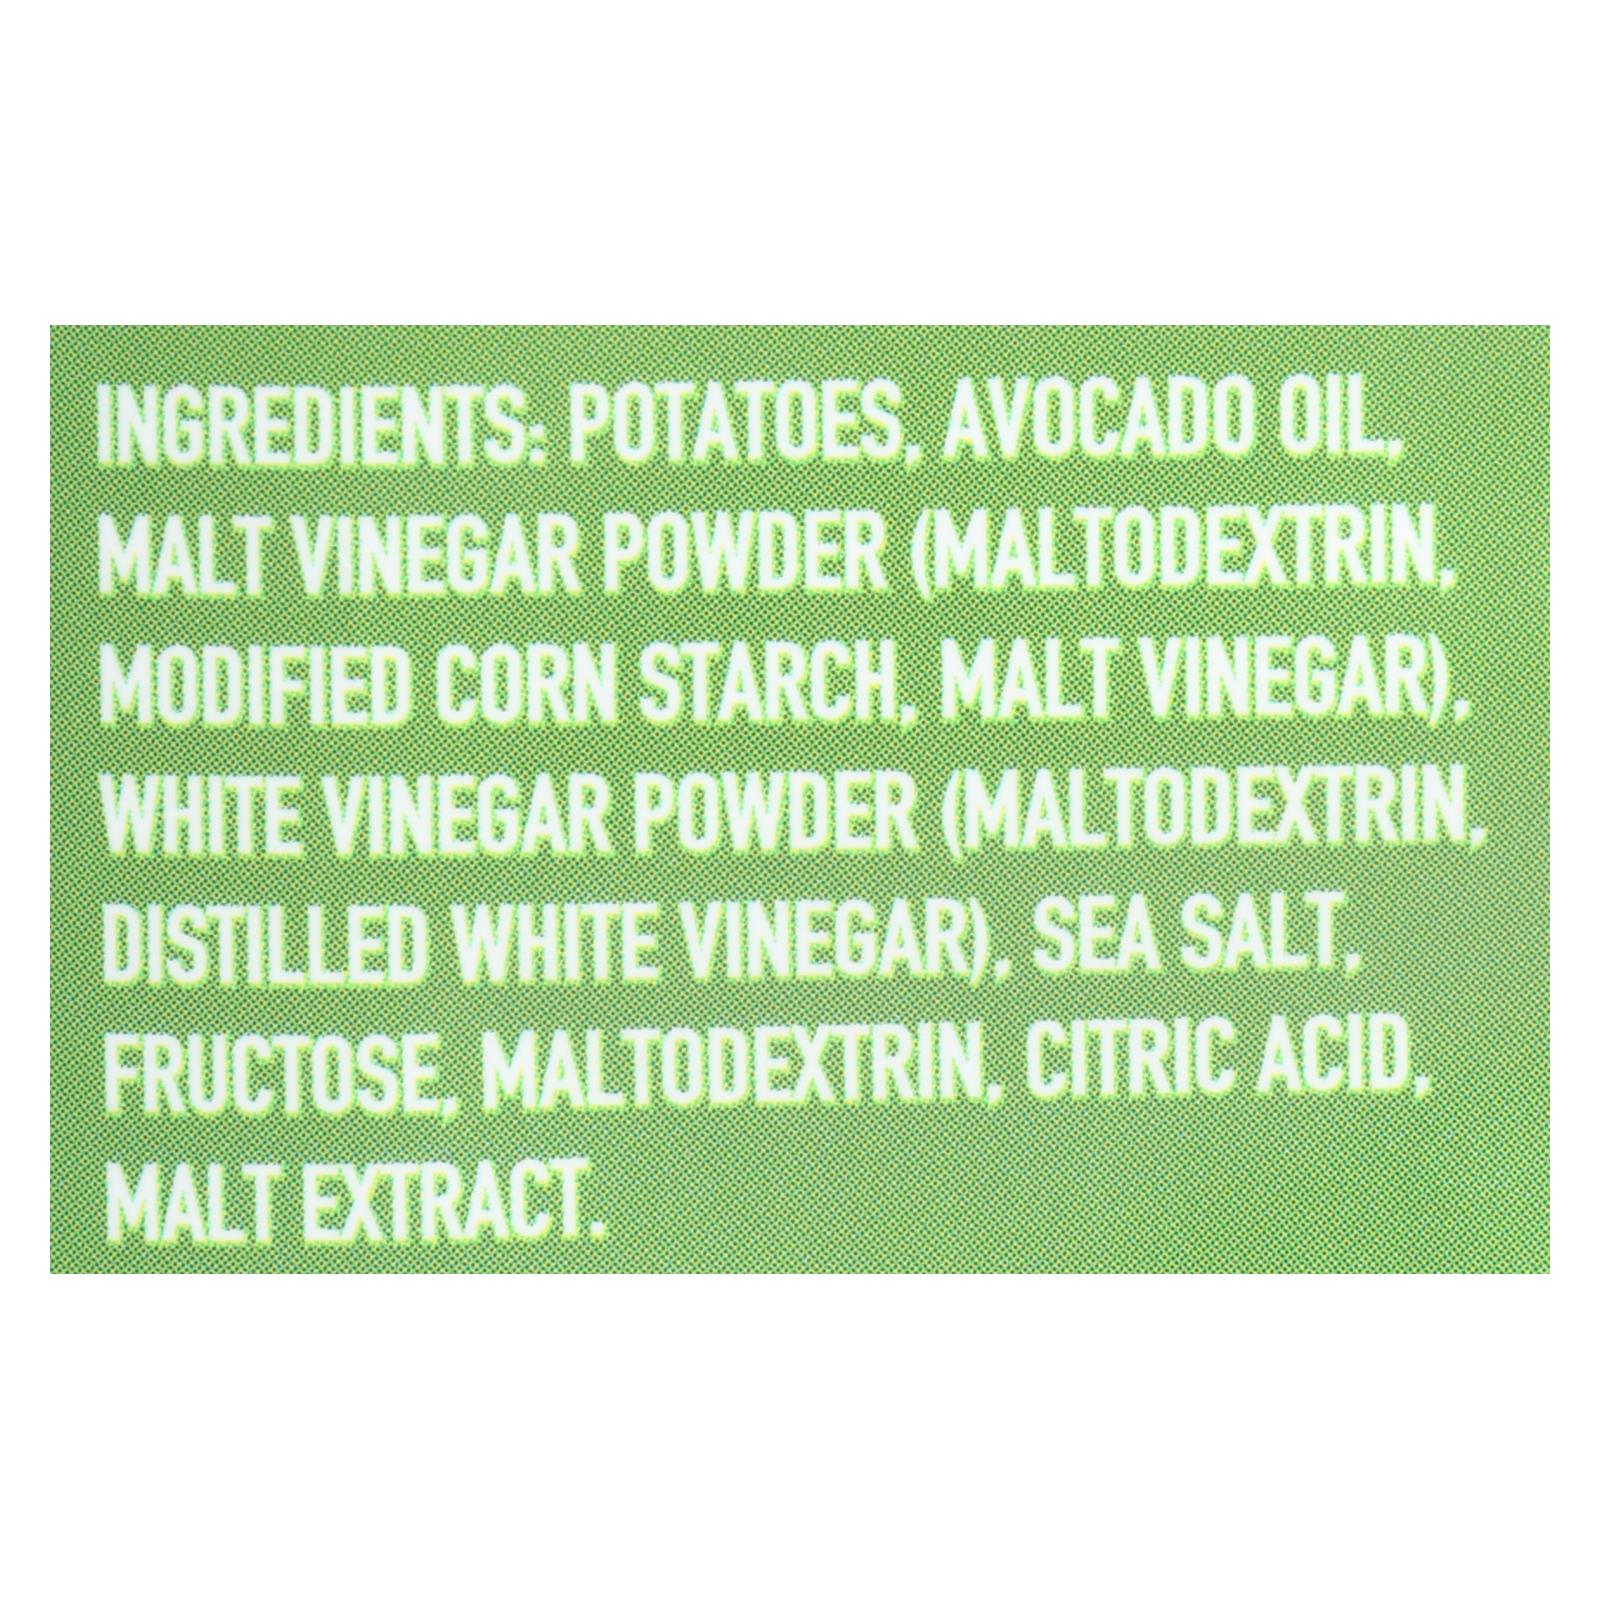 INGREDIENTS: POTATOES, AVOCADO OIL,
MALT VINEGAR POWDER (MALTODEXTRIN,
MODIFIED CORN STARCH, MALT VINEGAR),
WHITE VINEGAR POWDER (MALTODEXTRIN,
DISTILLED WHITE VINEGAR), SEA SALT,
FRUCTOSE, MALTODEXTRIN, CITRIC ACID,
MALT EXTRACT.